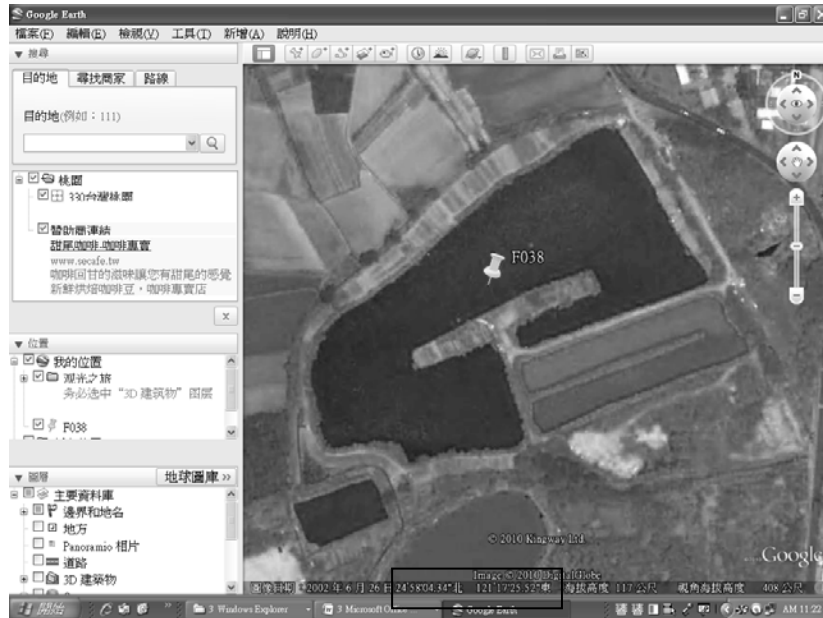 Google Earth
檔案(F) 編輯(E) 檢視(V) 工具(T) 新增(A) 說明(H)
▼ 搜尋
目的地 尋找商家 路線
目的地(例如：111)
桃園
330台灣桃園
贊助商連結
甜尾咖啡-咖啡專賣
www.secafe.tw
咖啡回甘的滋味讓您有甜尾的感覺
新鮮烘焙咖啡豆，咖啡專賣店
x
▼ 位置
我的位置
观光之旅
务必选中“3D 建筑物”图层
F038
▼ 圖層 地球圖庫 »
主要資料庫
邊界和地名
地方
Panoramio 相片
道路
3D 建築物
F038
N
© 2010 Kingway Ltd.
Image © 2010 DigitalGlobe
Google
影像日期：2002 年 6 月 26 日 24°58'04.34"北 121°17'25.52"東 海拔高度 117 公尺 視角海拔高度 408 公尺
開始 3 Windows Explorer 3 Microsoft Office ... Google Earth AM 11:22